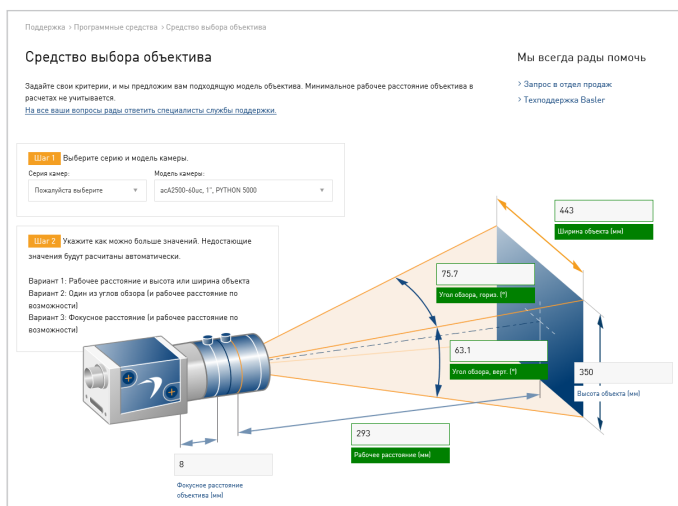 Поддержка > Программные средства > Средство выбора объектива
Средство выбора объектива
Мы всегда рады помочь
Задайте свои критерии, и мы предложим вам подходящую модель объектива. Минимальное рабочее расстояние объектива в
расчетах не учитывается.
На все ваши вопросы рады ответить специалисты службы поддержки.
> Запрос в отдел продаж
> Техподдержка Basler
Шаг 1 Выберите серию и модель камеры.
Серия камер:
Модель камеры:
Пожалуйста выберите
acA2500-60uc, 1", PYTHON 5000
Шаг 2 Укажите как можно больше значений. Недостающие
значения будут расчитаны автоматически.
Вариант 1: Рабочее расстояние и высота или ширина объекта
Вариант 2: Один из углов обзора (и рабочее расстояние по
возможности)
Вариант 3: Фокусное расстояние (и рабочее расстояние по
возможности)
443
Ширина объекта (мм)
75.7
Угол обзора, гориз. (°)
63.1
Угол обзора, верт. (°)
350
Высота объекта (мм)
293
Рабочее расстояние (мм)
8
Фокусное расстояние
объектива (мм)